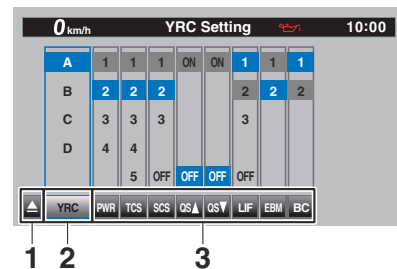 0 km/h YRC Setting 10:00
A 1 1 1 ON ON 1 1 1
B 2 2 2 2 2 2
C 3 3 3 3
D 4 4
5 OFF OFF OFF OFF
YRC PWR TCS SCS QS▲ QS▼ LIF EBM BC
1 2 3